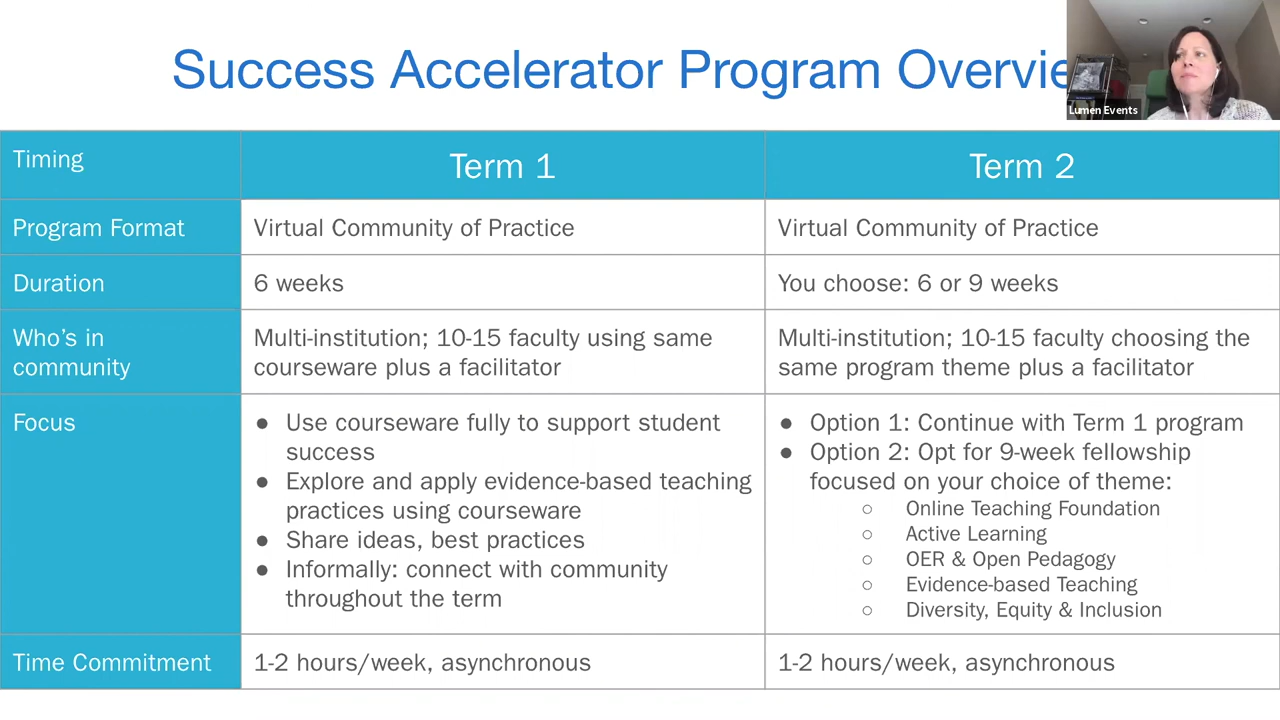 Success Accelerator Program Overvie
Lumen Events
Timing
Term 1
Term 2
Program Format
Virtual Community of Practice
Virtual Community of Practice
Duration
6 weeks
You choose: 6 or 9 weeks
Who's in
community
Multi-institution; 10-15 faculty using same
courseware plus a facilitator
Multi-institution; 10-15 faculty choosing the
same program theme plus a facilitator
Focus
● Use courseware fully to support student
success
● Explore and apply evidence-based teaching
practices using courseware
● Share ideas, best practices
● Informally: connect with community
throughout the term
● Option 1: Continue with Term 1 program
● Option 2: Opt for 9-week fellowship
focused on your choice of theme:
○ Online Teaching Foundation
○ Active Learning
○ OER & Open Pedagogy
○ Evidence-based Teaching
○ Diversity, Equity & Inclusion
Time Commitment
1-2 hours/week, asynchronous
1-2 hours/week, asynchronous